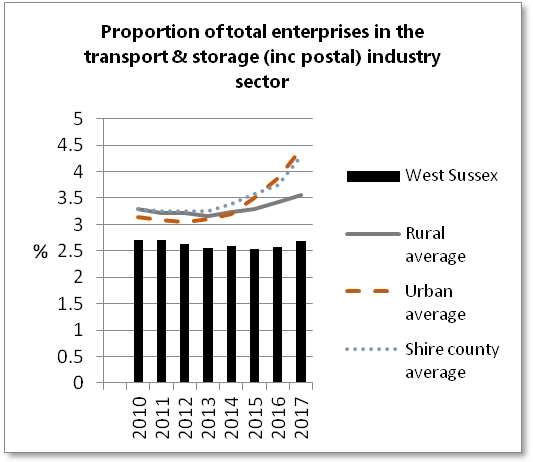 Proportion of total enterprises in the
transport & storage (inc postal) industry
sector
5
4.5
4
3.5
3
2.5
2
1.5
1
0.5
0
%
2010
2011
2012
2013
2014
2015
2016
2017
West Sussex
Rural
average
Urban
average
Shire county
average